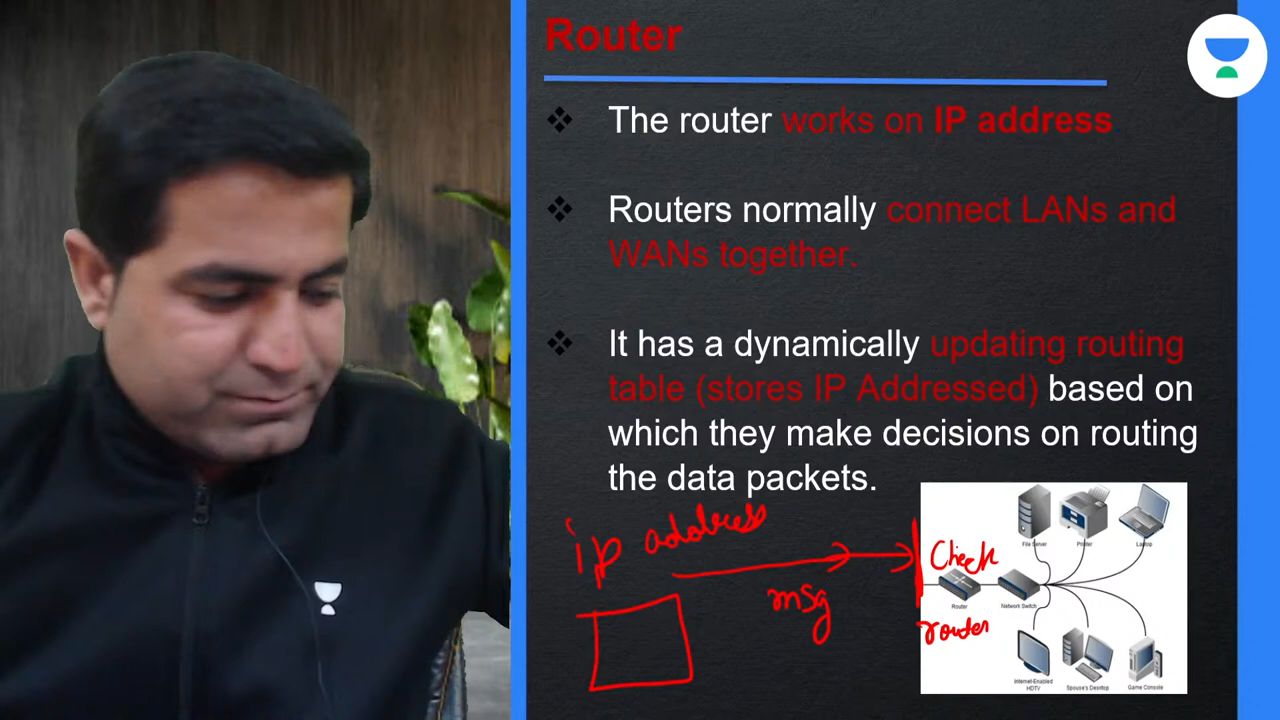 Router
❖ The router works on IP address
❖ Routers normally connect LANs and
WANs together.
❖ It has a dynamically updating routing
table (stores IP Addressed) based on
which they make decisions on routing
the data packets.
ip address
msg
Check
router
File Server
Printer
Laptop
Router
Network Switch
Internet-Enabled
HDTV
Spouse's Desktop
Game Console